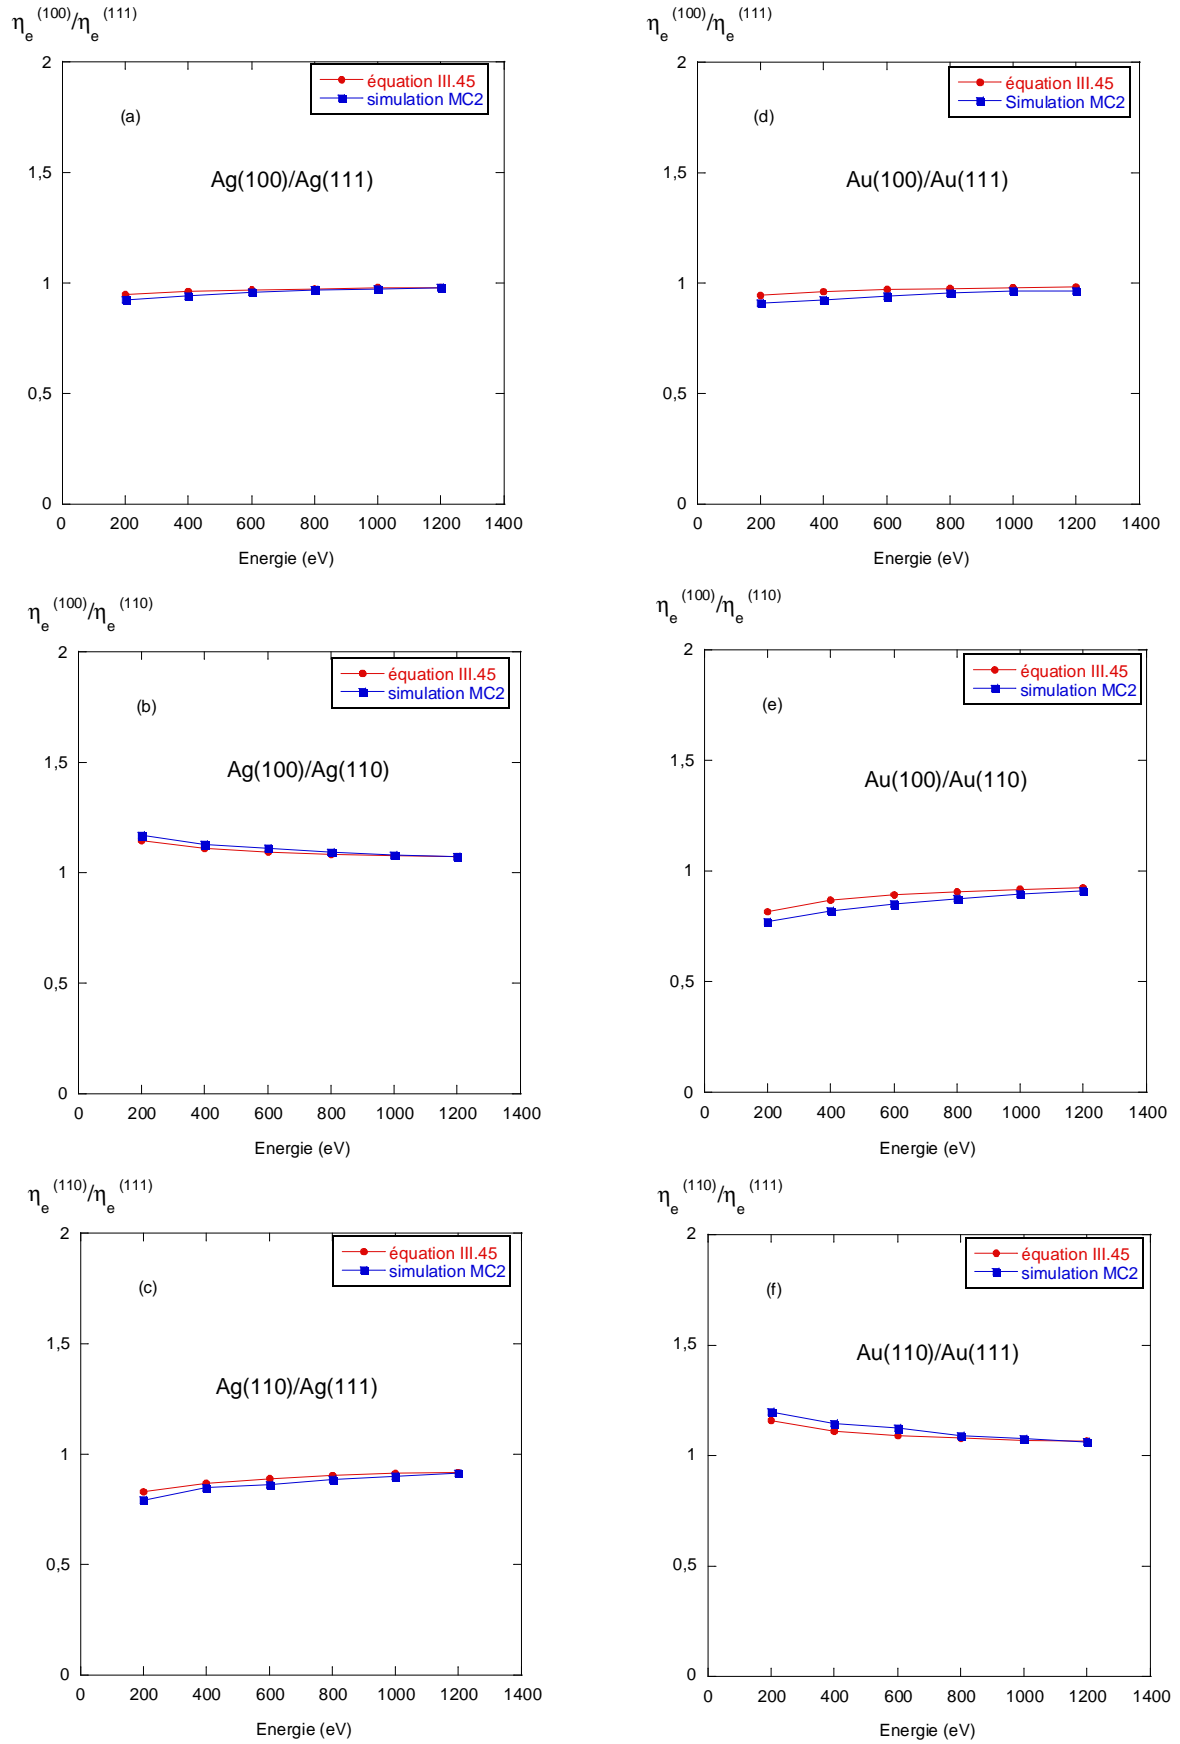 ηe(100)/ηe(111)
2
1,5
1
0,5
0
équation III.45
simulation MC2
(a)
Ag(100)/Ag(111)
0 200 400 600 800 1000 1200 1400
Energie (eV)
ηe(100)/ηe(111)
2
1,5
1
0,5
0
équation III.45
Simulation MC2
(d)
Au(100)/Au(111)
0 200 400 600 800 1000 1200 1400
Energie (eV)
ηe(100)/ηe(110)
2
1,5
1
0,5
0
équation III.45
simulation MC2
(b)
Ag(100)/Ag(110)
0 200 400 600 800 1000 1200 1400
Energie (eV)
ηe(100)/ηe(110)
2
1,5
1
0,5
0
équation III.45
simulation MC2
(e)
Au(100)/Au(110)
0 200 400 600 800 1000 1200 1400
Energie (eV)
ηe(110)/ηe(111)
2
1,5
1
0,5
0
équation III.45
simulation MC2
(c)
Ag(110)/Ag(111)
0 200 400 600 800 1000 1200 1400
Energie (eV)
ηe(110)/ηe(111)
2
1,5
1
0,5
0
équation III.45
simulation MC2
(f)
Au(110)/Au(111)
0 200 400 600 800 1000 1200 1400
Energie (eV)